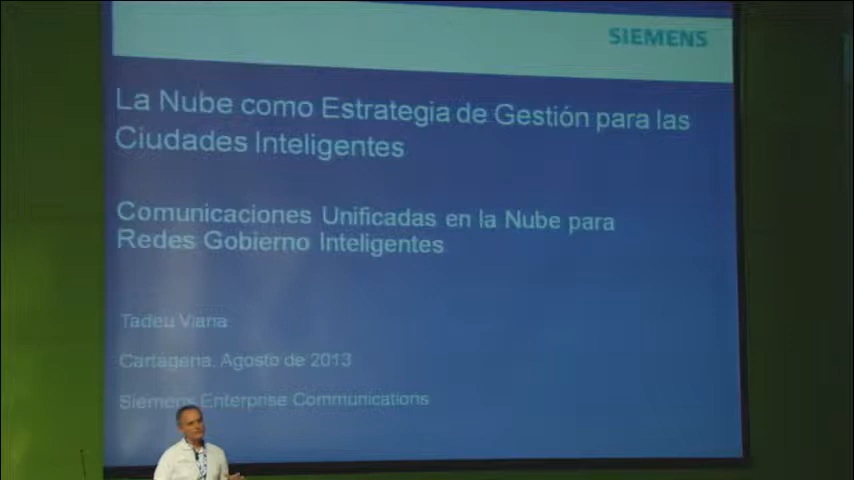 SIEMENS
La Nube como Estrategia de Gestión para las
Ciudades Inteligentes
Comunicaciones Unificadas en la Nube para
Redes Gobierno Inteligentes
Tadeu Viana
Cartagena, Agosto de 2013
Siemens Enterprise Communications